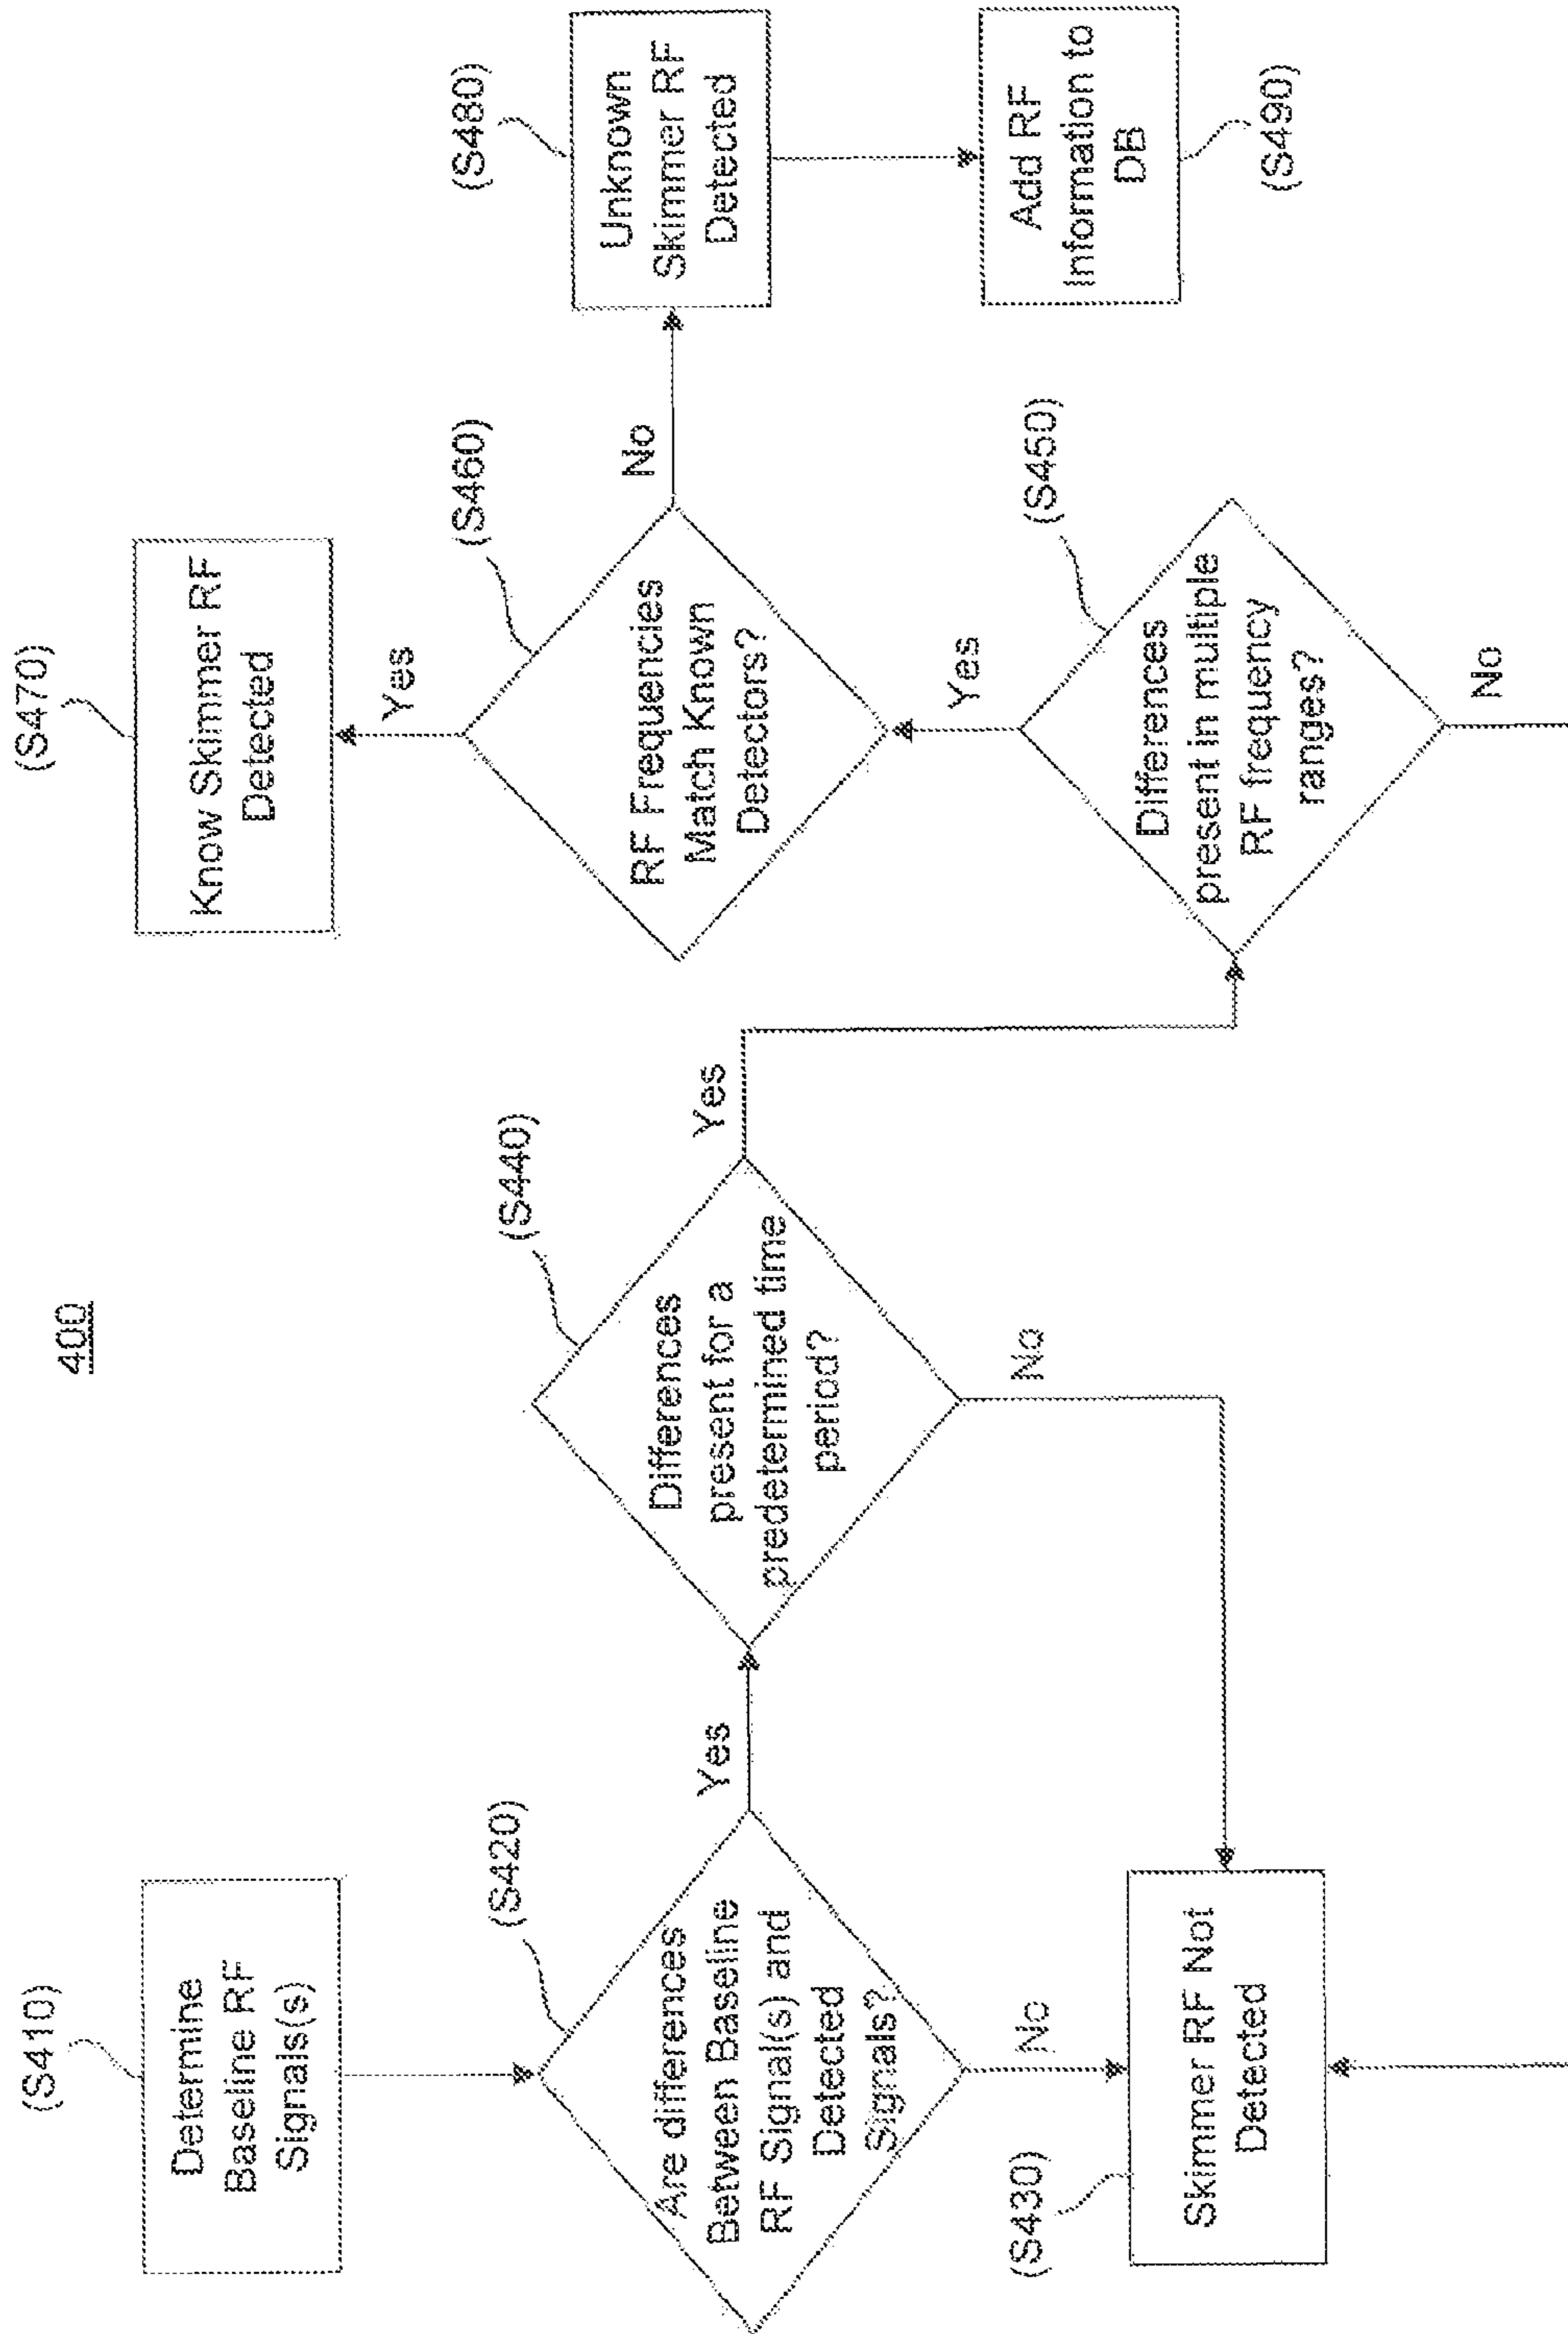 400
(S410)
Determine
Baseline RF
Signals(s)
(S420)
Are differences
Between Baseline
RF Signal(s) and
Detected
Signals?
Yes
No
(S430)
Skimmer RF Not
Detected
(S440)
Differences
present for a
predetermined time
period?
Yes
No
(S450)
Differences
present in multiple
RF frequency
ranges?
Yes
No
(S460)
RF Frequencies
Match Known
Detectors?
Yes
No
(S470)
Know Skimmer RF
Detected
(S480)
Unknown
Skimmer RF
Detected
Add RF
Information to
DB
(S490)